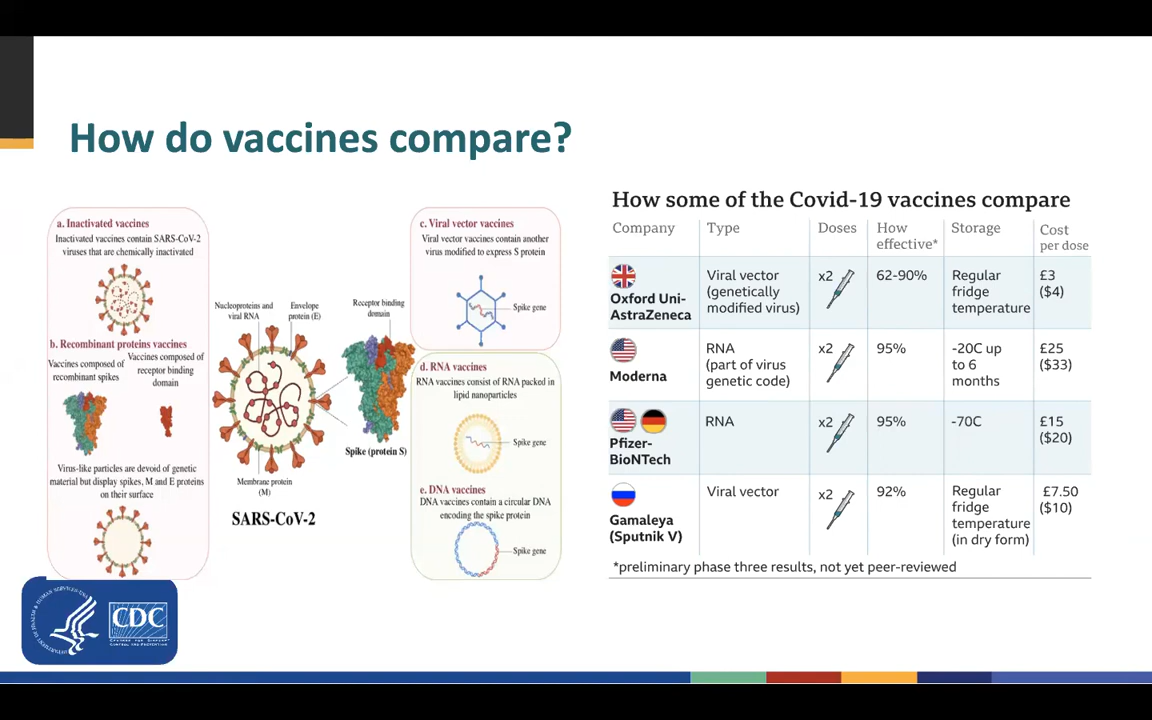 How do vaccines compare?
a. Inactivated vaccines
Inactivated vaccines contain SARS-CoV-2
viruses that are chemically inactivated
b. Recombinant proteins vaccines
Vaccines composed of
recombinant spikes
Vaccines composed of
receptor binding
domain
Virus-like particles are devoid of genetic
material but display spikes, M and E proteins
on their surface
Nucleoproteins and
viral RNA
Envelope
protein (E)
Receptor binding
domain
Membrane protein
(M)
Spike (protein S)
SARS-CoV-2
c. Viral vector vaccines
Viral vector vaccines contain another
virus modified to express S protein
Spike gene
d. RNA vaccines
RNA vaccines consist of RNA packed in
lipid nanoparticles
Spike gene
e. DNA vaccines
DNA vaccines contain a circular DNA
encoding the spike protein
Spike gene
How some of the Covid-19 vaccines compare
Company Type Doses How effective* Storage Cost per dose
Oxford Uni-
AstraZeneca
Viral vector
(genetically
modified virus)
x2
62-90%
Regular
fridge
temperature
£3
($4)
Moderna
RNA
(part of virus
genetic code)
x2
95%
-20C up
to 6
months
£25
($33)
Pfizer-
BioNTech
RNA
x2
95%
-70C
£15
($20)
Gamaleya
(Sputnik V)
Viral vector
x2
92%
Regular
fridge
temperature
(in dry form)
£7.50
($10)
*preliminary phase three results, not yet peer-reviewed
CDC